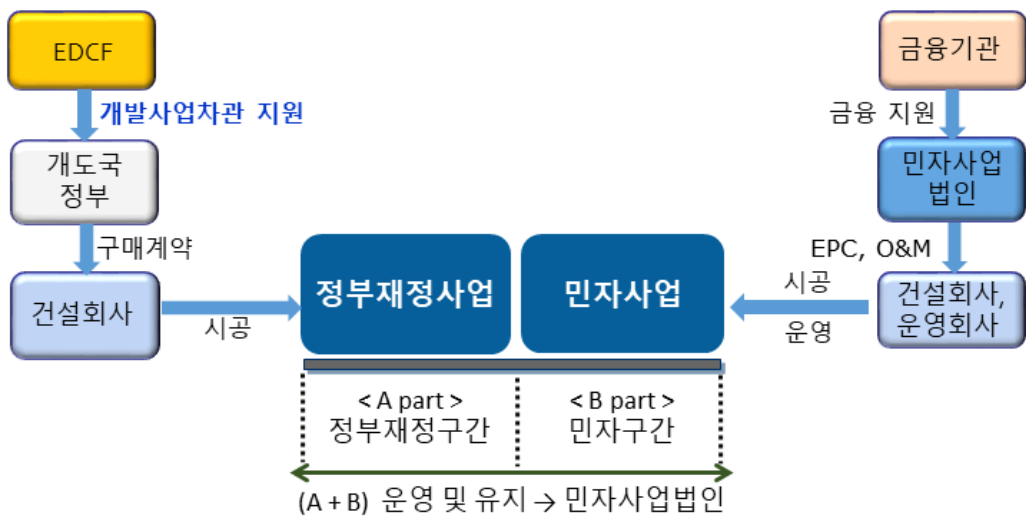 EDCF
개발사업차관 지원
개도국
정부
구매계약
건설회사
시공
정부재정사업
민자사업
금융기관
금융 지원
민자사업
법인
EPC, O&M
건설회사,
운영회사
시공
운영
< A part >
정부재정구간
< B part >
민자구간
(A + B) 운영 및 유지 → 민자사업법인